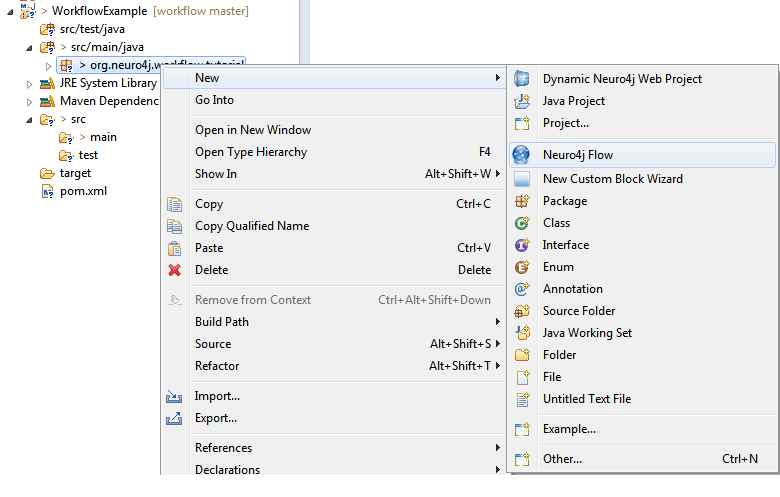 > WorkflowExample [workflow master]
src/test/java
> src/main/java
> org.neuro4j.workflow.tutorial
JRE System Library
Maven Dependenc
> src
> main
test
target
pom.xml
New
Go Into
Open in New Window
Open Type Hierarchy F4
Show In Alt+Shift+W
Copy Ctrl+C
Copy Qualified Name
Paste Ctrl+V
Delete Delete
Remove from Context Ctrl+Alt+Shift+Down
Build Path
Source Alt+Shift+S
Refactor Alt+Shift+T
Import...
Export...
References
Declarations
Dynamic Neuro4j Web Project
Java Project
Project...
Neuro4j Flow
New Custom Block Wizard
Package
Class
Interface
Enum
Annotation
Source Folder
Java Working Set
Folder
File
Untitled Text File
Example...
Other... Ctrl+N